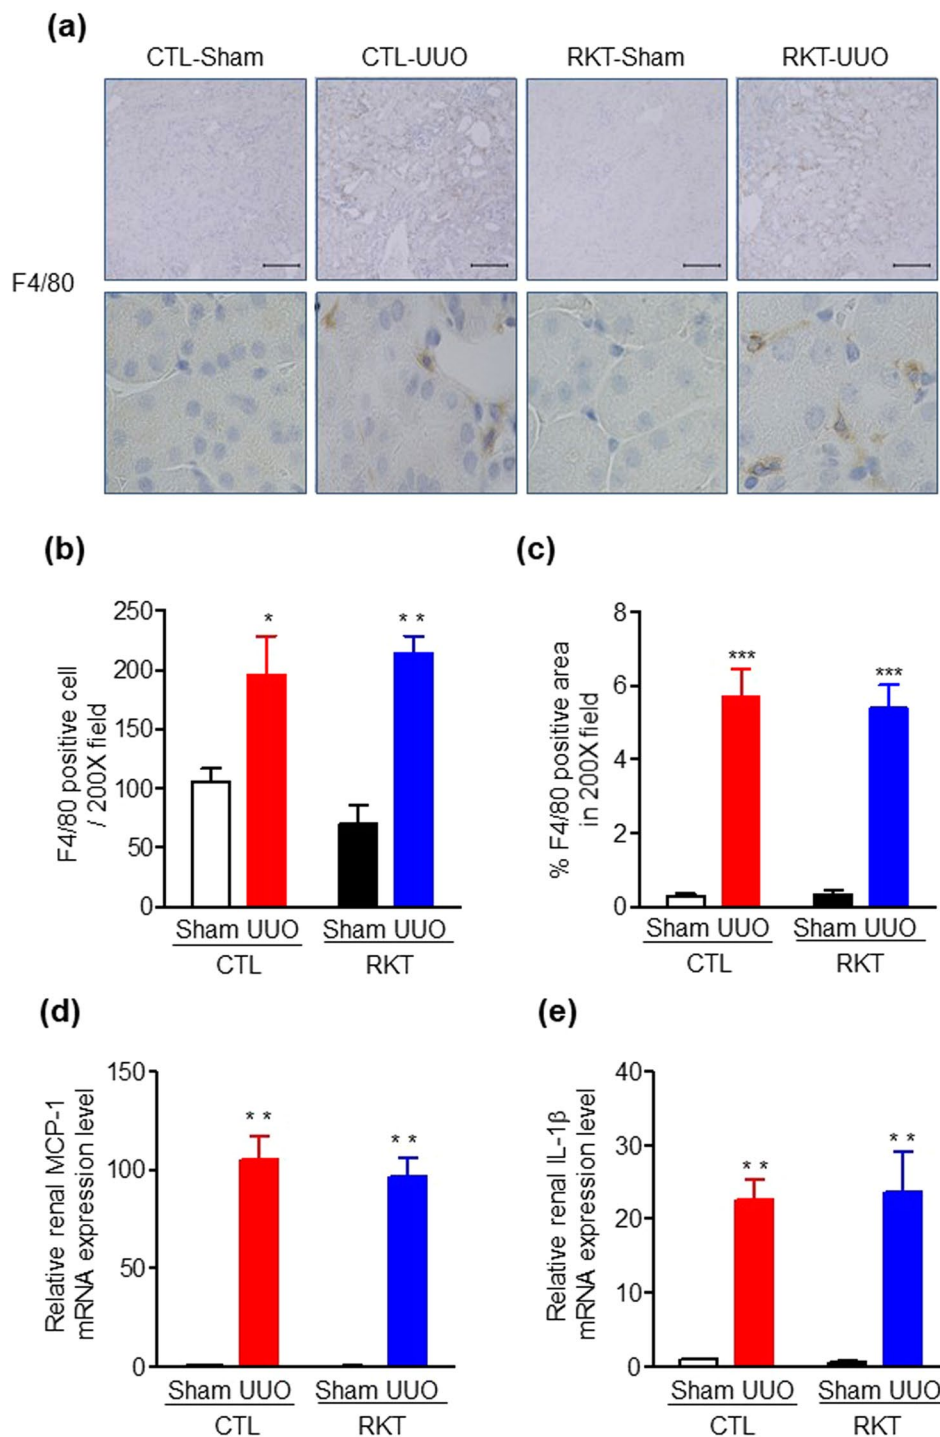 (a)
CTL-Sham CTL-UUO RKT-Sham RKT-UUO
F4/80
(b)
F4/80 positive cell
/ 200X field
250
200
150
100
50
0
*
* *
Sham UUO Sham UUO
CTL RKT
(c)
% F4/80 positive area
in 200X field
8
6
4
2
0
***
***
Sham UUO Sham UUO
CTL RKT
(d)
Relative renal MCP-1
mRNA expression level
150
100
50
0
* *
* *
Sham UUO Sham UUO
CTL RKT
(e)
Relative renal IL-1β
mRNA expression level
40
30
20
10
0
* *
* *
Sham UUO Sham UUO
CTL RKT